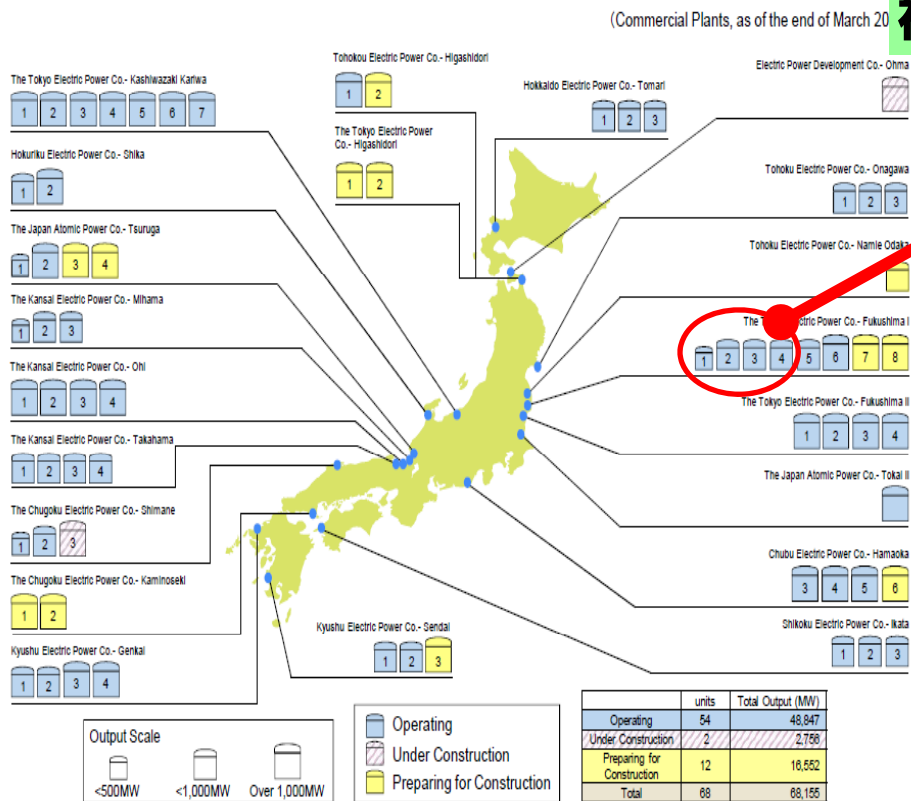 (Commercial Plants, as of the end of March 20
The Tokyo Electric Power Co.- Kashiwazaki Kariwa
1 2 3 4 5 6 7
Hokuriku Electric Power Co.- Shika
1 2
The Japan Atomic Power Co.- Tsuruga
1 2 3 4
The Kansai Electric Power Co.- Mihama
1 2 3
The Kansai Electric Power Co.- Ohi
1 2 3 4
The Kansai Electric Power Co.- Takahama
1 2 3 4
The Chugoku Electric Power Co.- Shimane
1 2 3
The Chugoku Electric Power Co.- Kaminoseki
1 2
Kyushu Electric Power Co.- Genkai
1 2 3 4
Tohokou Electric Power Co.- Higashidori
1 2
The Tokyo Electric Power
Co.- Higashidori
1 2
Hokkaido Electric Power Co.- Tomari
1 2 3
Electric Power Development Co.- Ohma
Tohoku Electric Power Co.- Onagawa
1 2 3
Tohoku Electric Power Co.- Namie Odaka
The T ctric Power Co.- Fukushima I
1 2 3 4 5 6 7 8
The Tokyo Electric Power Co.- Fukushima II
1 2 3 4
The Japan Atomic Power Co.- Tokai II
Chubu Electric Power Co.- Hamaoka
3 4 5 6
Shikoku Electric Power Co.- Ikata
1 2 3
Kyushu Electric Power Co.- Sendai
1 2 3
Output Scale
<500MW <1,000MW Over 1,000MW
Operating
Under Construction
Preparing for Construction
units Total Output (MW)
Operating 54 48,847
Under Construction 2 2,756
Preparing for
Construction 12 16,552
Total 68 68,155